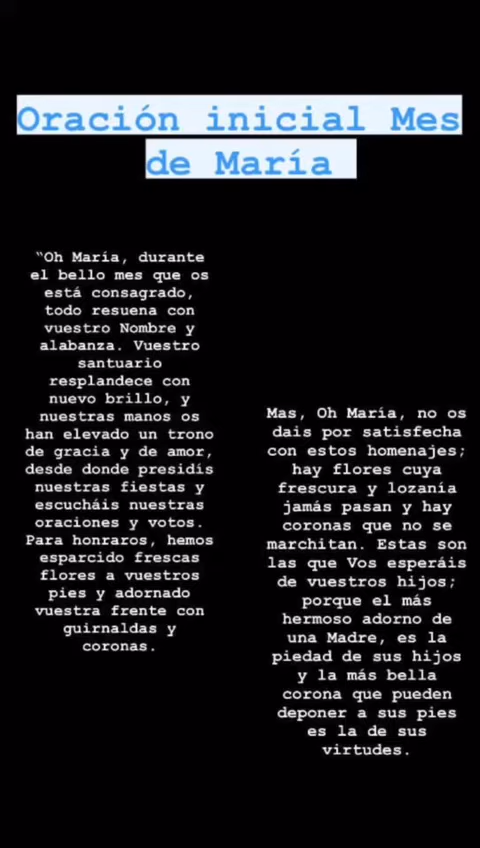 Oración inicial Mes
de María
"Oh María, durante
el bello mes que os
está consagrado,
todo resuena con
vuestro Nombre y
alabanza. Vuestro
santuario
resplandece con
nuevo brillo, y
nuestras manos os
han elevado un trono
de gracia y de amor,
desde donde presidís
nuestras fiestas y
escucháis nuestras
oraciones y votos.
Para honraros, hemos
esparcido frescas
flores a vuestros
pies y adornado
vuestra frente con
guirnaldas y
coronas.
Mas, Oh María, no os
dais por satisfecha
con estos homenajes;
hay flores cuya
frescura y lozanía
jamás pasan y hay
coronas que no se
marchitan. Estas son
las que Vos esperáis
de vuestros hijos;
porque el más
hermoso adorno de
una Madre, es la
piedad de sus hijos
y la más bella
corona que pueden
deponer a sus pies
es la de sus
virtudes.